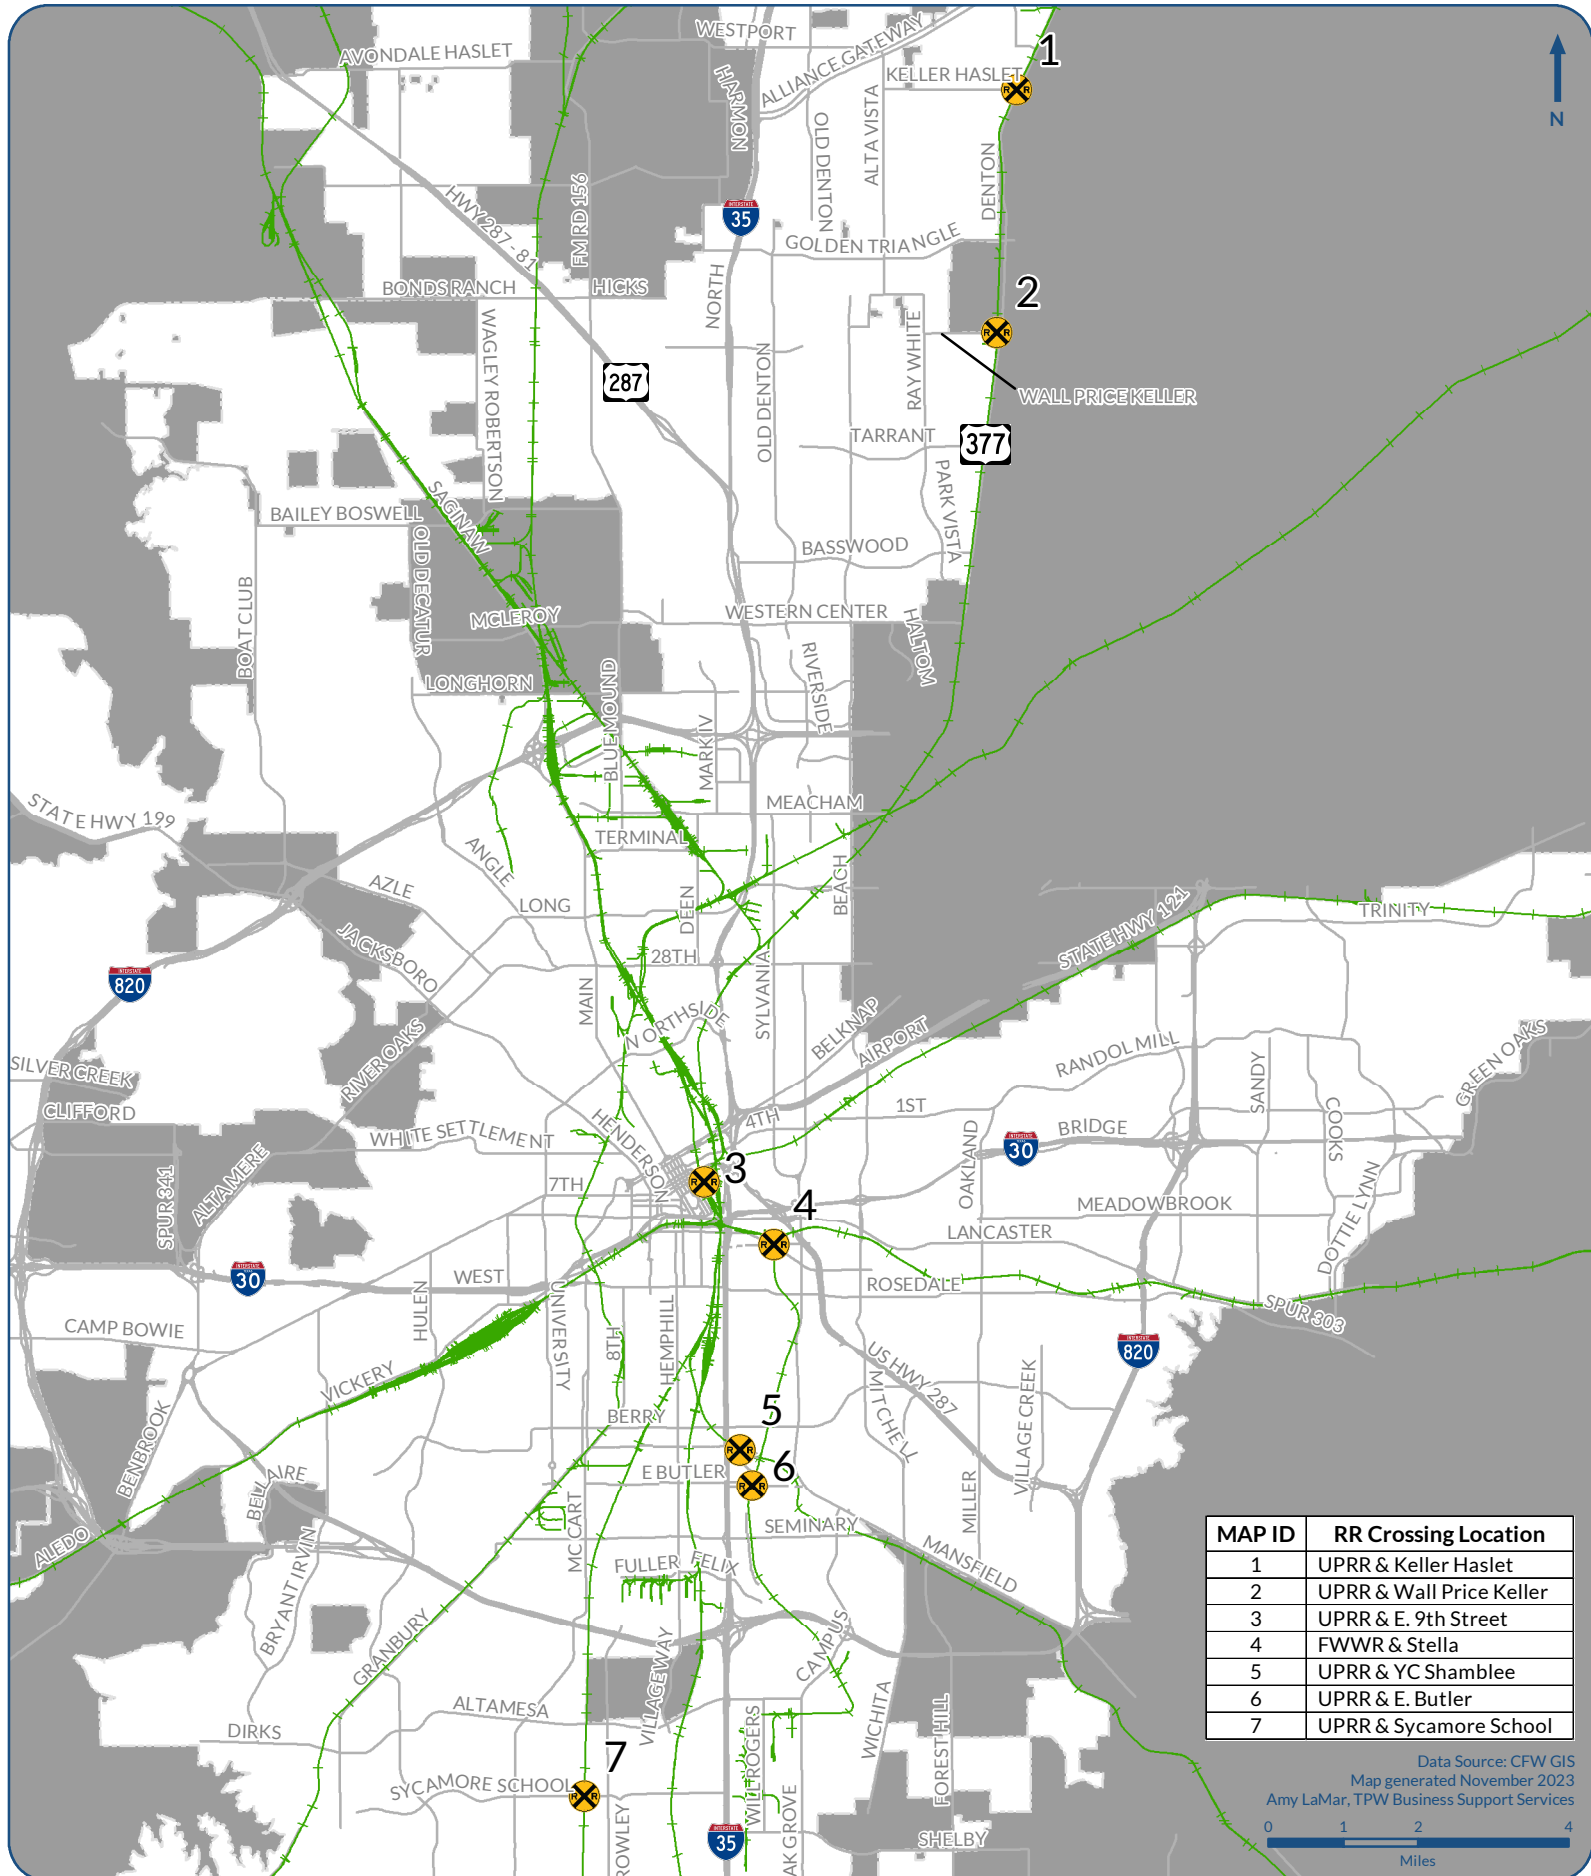 WESTPORT
AVONDALE HASLET
ALLIANCE GATEWAY
1
KELLER HASLET
HARMON
OLD DENTON
ALTA VISTA
DENTON
N
HWY 287 - 81
FM RD 156
INTERSTATE 35
GOLDEN TRIANGLE
BONDS RANCH
HICKS
NORTH
2
WAGLEY ROBERTSON
RAY WHITE
287
OLD DENTON
WALL PRICE KELLER
TARRANT
377
SAGINAW
PARK VISTA
BAILEY BOSWELL
OLD DECATUR
BASSWOOD
BOAT CLUB
MCLEROY
WESTERN CENTER
HALTOM
RIVERSIDE
LONGHORN
BLUE MOUND
MARK IV
STATE HWY 199
MEACHAM
TERMINAL
ANGLE
AZLE
LONG
DEEN
BEACH
STATE HWY 121
TRINITY
JACKSBORO
28TH
SYLVANIA
INTERSTATE 820
MAIN
NORTHSIDE
BELKNAP
AIRPORT
RIVER OAKS
RANDOL MILL
GREEN OAKS
SILVER CREEK
SANDY
CLIFFORD
1ST
4TH
COOKS
HENDERSON
WHITE SETTLEMENT
BRIDGE
INTERSTATE 30
OAKLAND
3
SPUR 341
ALTAMERE
7TH
4
MEADOWBROOK
DOTTIE LYNN
LANCASTER
INTERSTATE 30
WEST
ROSEDALE
SPUR 303
HULEN
UNIVERSITY
8TH
HEMPHILL
CAMP BOWIE
INTERSTATE 820
US HWY 287
VICKERY
MITCHELL
VILLAGE CREEK
BENBROOK
BERRY
5
BELLAIRE
E BUTLER
6
MILLER
MC CART
SEMINARY
ALEDO
BRYANT IRVIN
FULLER
FELIX
MANSFIELD
MAP ID RR Crossing Location
1 UPRR & Keller Haslet
2 UPRR & Wall Price Keller
3 UPRR & E. 9th Street
4 FWWR & Stella
5 UPRR & YC Shamblee
6 UPRR & E. Butler
7 UPRR & Sycamore School
GRANBURY
VILLAGE WAY
CAMPUS
WICHITA
FOREST HILL
ALTAMESA
DIRKS
WILL ROGERS
7
SYCAMORE SCHOOL
ROWLEY
INTERSTATE 35
AK GROVE
SHELBY
Data Source: CFW GIS
Map generated November 2023
Amy LaMar, TPW Business Support Services
0 1 2 4
Miles